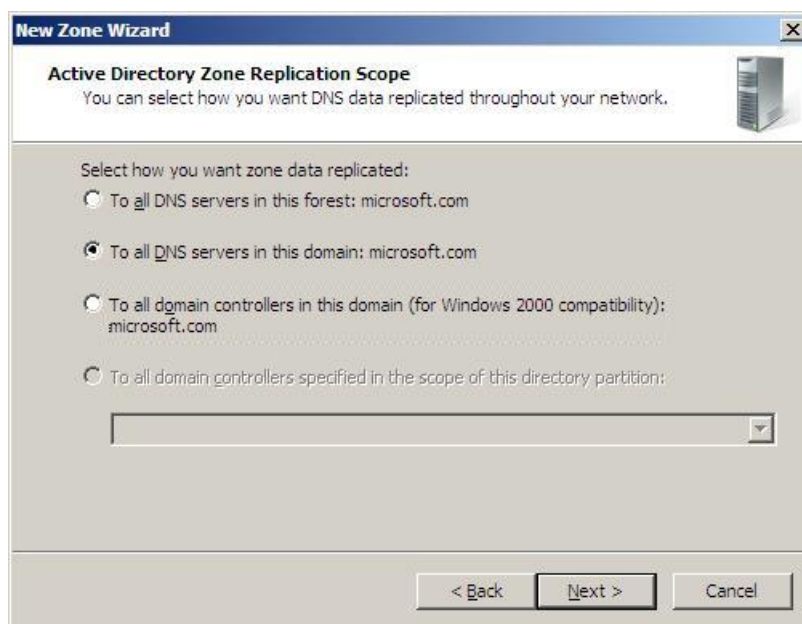 New Zone Wizard
Active Directory Zone Replication Scope
You can select how you want DNS data replicated throughout your network.
Select how you want zone data replicated:
To all DNS servers in this forest: microsoft.com
To all DNS servers in this domain: microsoft.com
To all domain controllers in this domain (for Windows 2000 compatibility):
microsoft.com
To all domain controllers specified in the scope of this directory partition:
< Back
Next >
Cancel